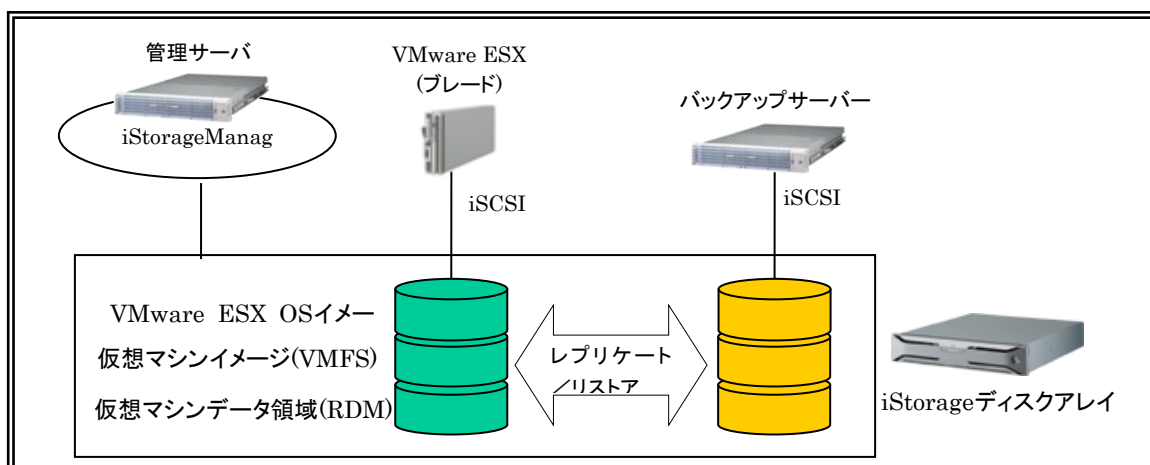 管理サーバ
iStorageManag
VMware ESX
(ブレード)
バックアップサーバー
iSCSI
iSCSI
VMware ESX OSイメー
仮想マシンイメージ(VMFS)
仮想マシンデータ領域(RDM)
レプリケート
／リストア
iStorageディスクアレイ